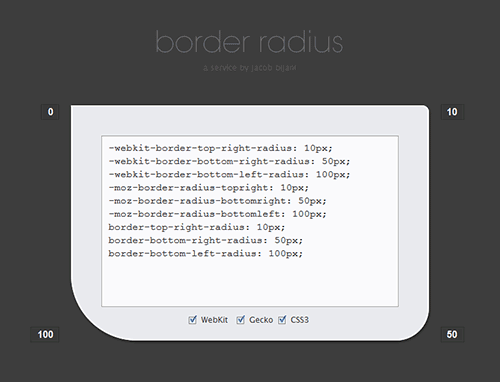 border radius
a service by jacob bijani
0
10
-webkit-border-top-right-radius: 10px;
-webkit-border-bottom-right-radius: 50px;
-webkit-border-bottom-left-radius: 100px;
-moz-border-radius-topright: 10px;
-moz-border-radius-bottomright: 50px;
-moz-border-radius-bottomleft: 100px;
border-top-right-radius: 10px;
border-bottom-right-radius: 50px;
border-bottom-left-radius: 100px;
WebKit Gecko CSS3
100
50